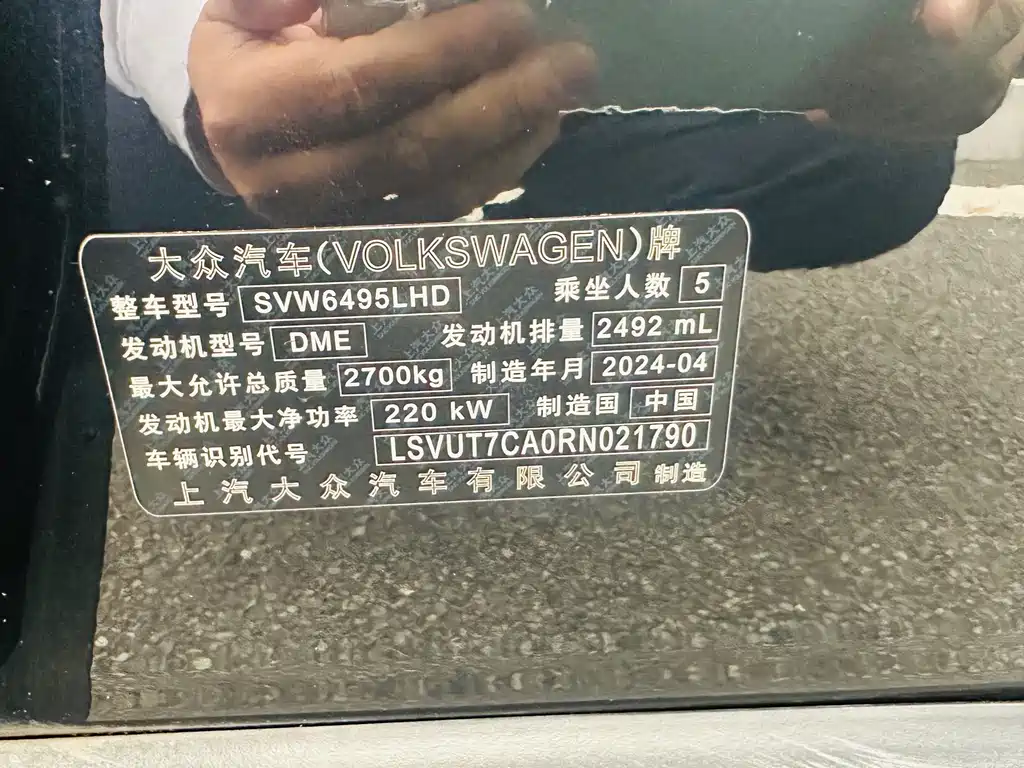 大众汽车(VOLKSWAGEN)牌
整车型号 SVW6495LHD 乘坐人数 5
发动机型号 DME 发动机排量 2492 mL
最大允许总质量 2700kg 制造年月 2024-04
发动机最大净功率 220 kW 制造国 中国
车辆识别代号 LSVUT7CA0RN021790
上汽大众汽车有限公司制造